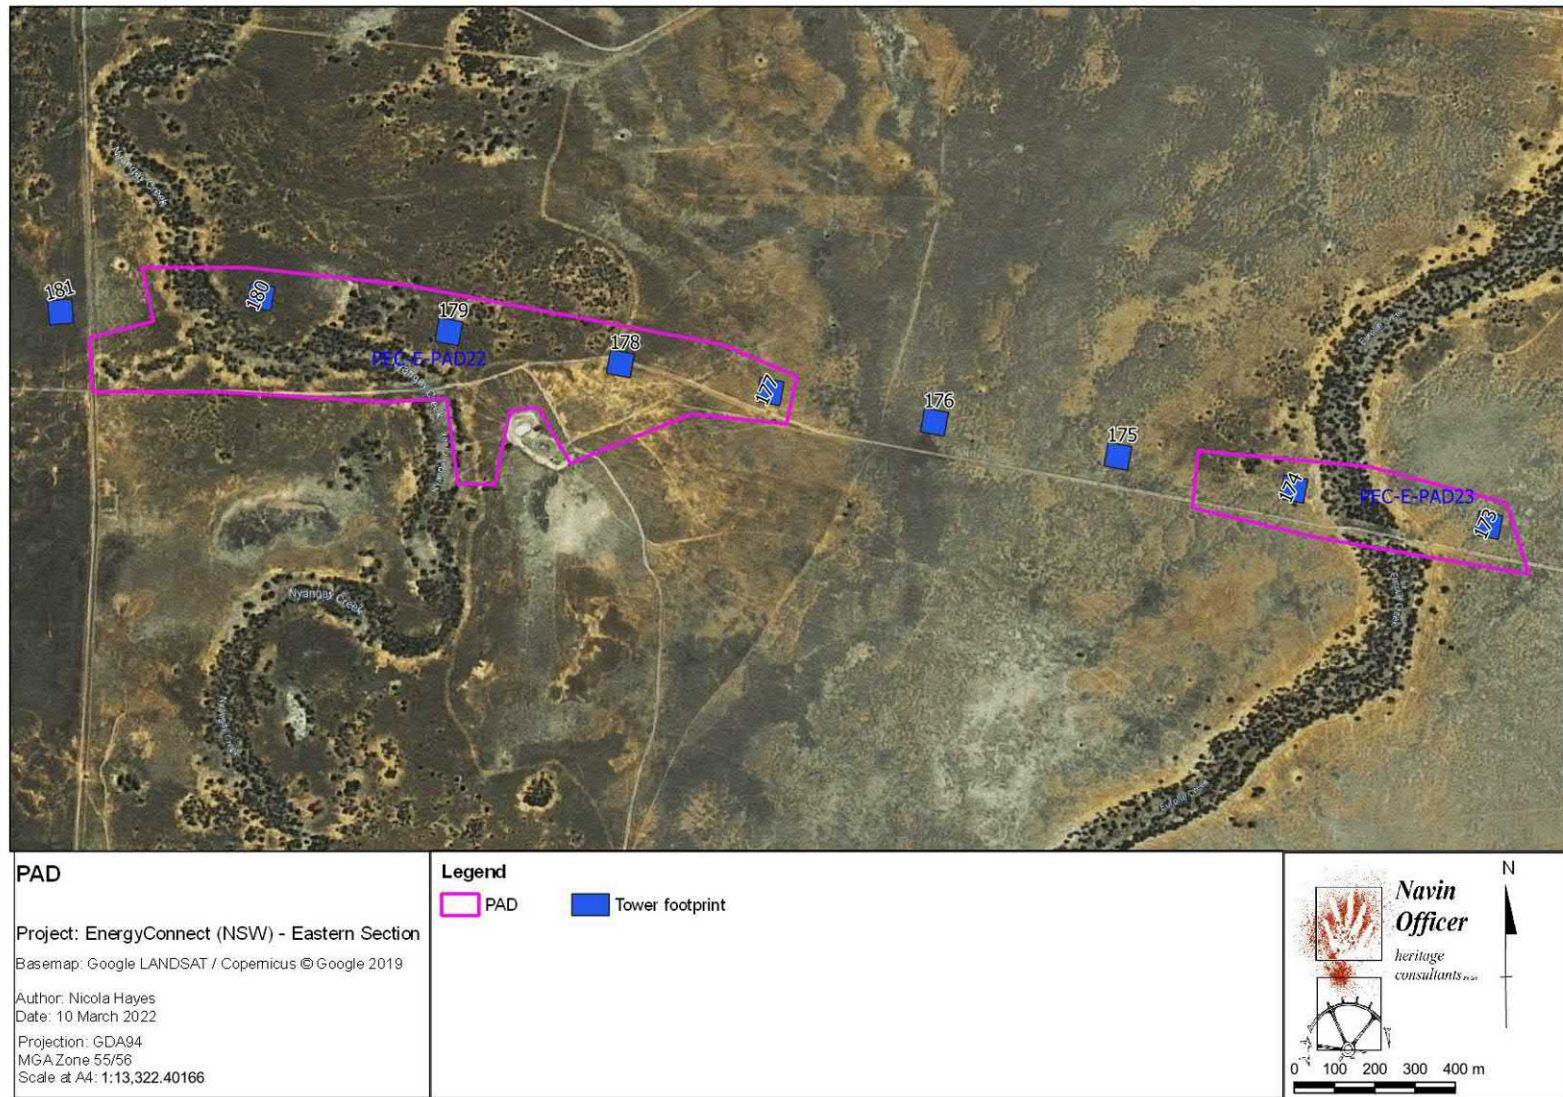 Nyangay Creek
181
180
179
178
177
176
175
174
173
PEC-E-PAD22
PEC-E-PAD23
Nyangay Creek
PAD
Project: EnergyConnect (NSW) - Eastern Section
Basemap: Google LANDSAT / Copernicus © Google 2019
Author: Nicola Hayes
Date: 10 March 2022
Projection: GDA94
MGA Zone 55/56
Scale at A4: 1:13,322.40166
Legend
PAD
Tower footprint
Navin
Officer
heritage
consultants
N
0 100 200 300 400 m